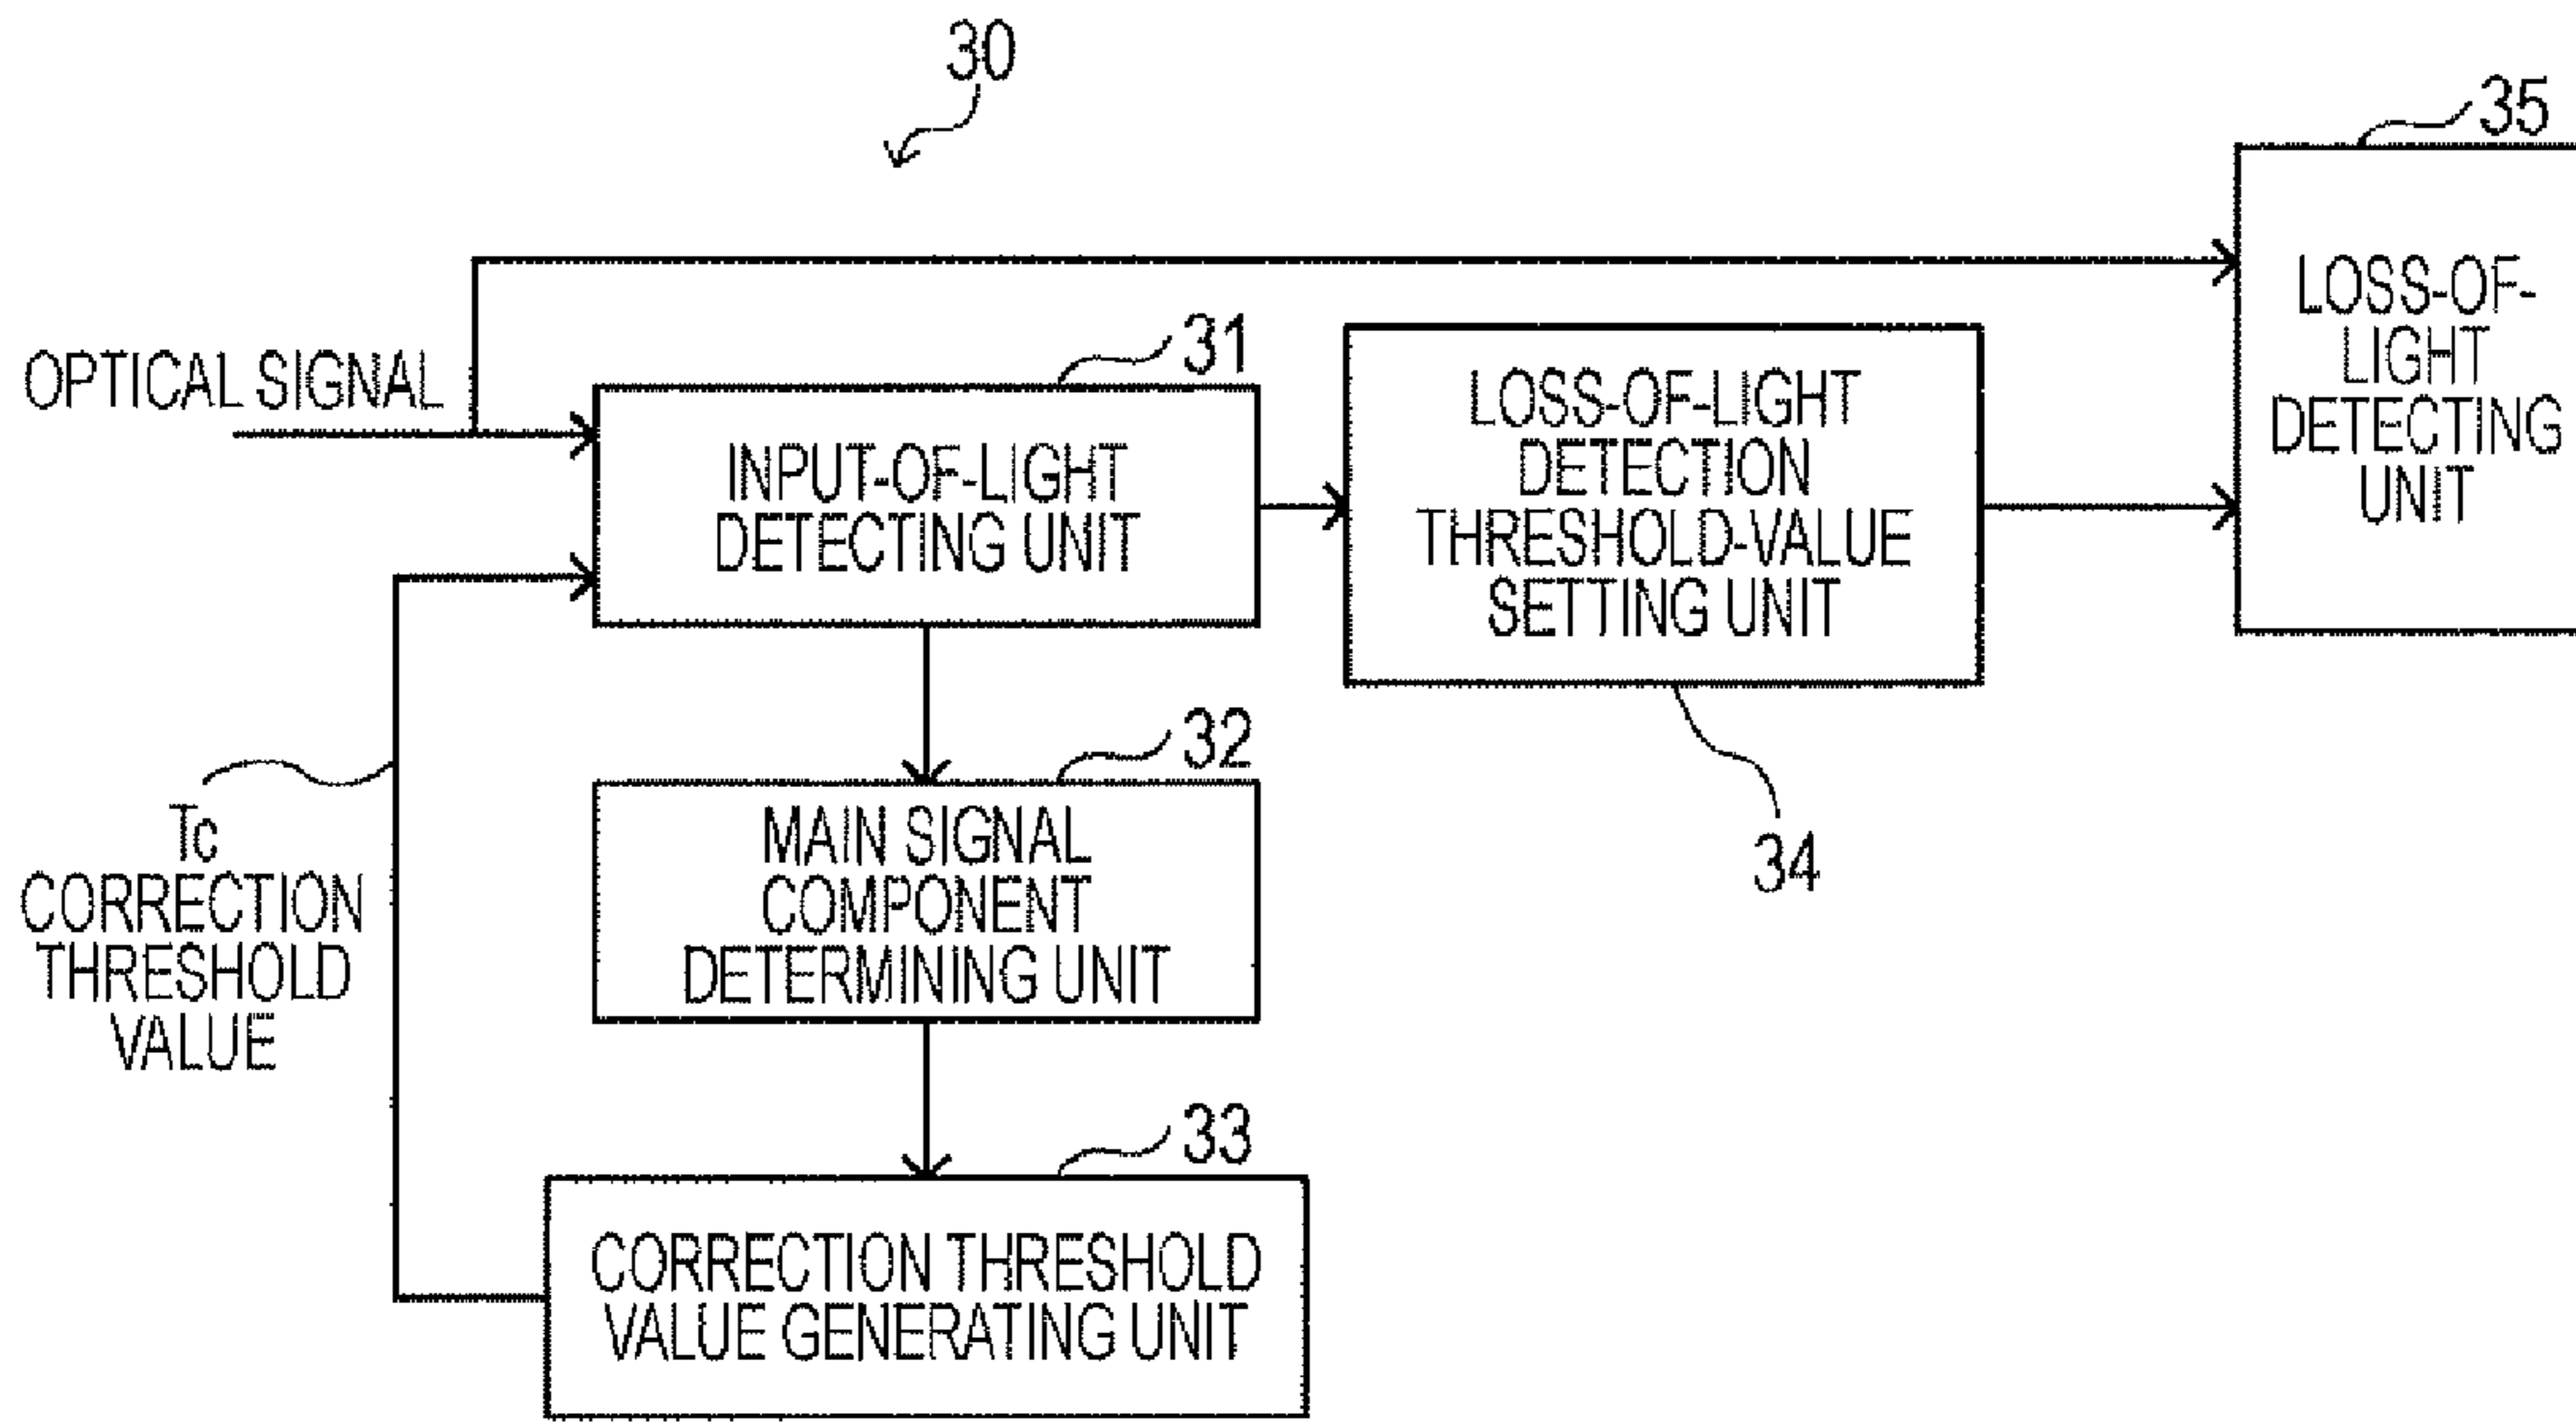 30
35
LOSS-OF-
LIGHT
DETECTING
UNIT
OPTICAL SIGNAL
31
INPUT-OF-LIGHT
DETECTING UNIT
LOSS-OF-LIGHT
DETECTION
THRESHOLD-VALUE
SETTING UNIT
34
32
MAIN SIGNAL
COMPONENT
DETERMINING UNIT
Tc
CORRECTION
THRESHOLD
VALUE
33
CORRECTION THRESHOLD
VALUE GENERATING UNIT